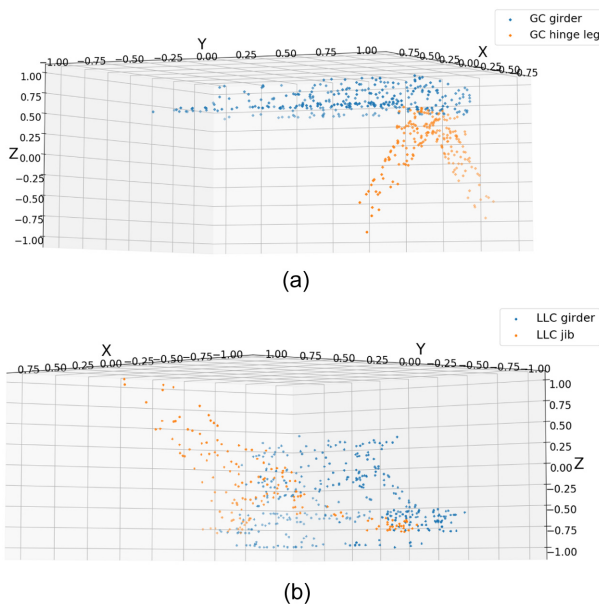 GC girder
GC hinge leg
Y
X
−1.00 −0.75 −0.50 −0.25 0.00 0.25 0.50 0.75 1.00
0.75 0.50 0.25 0.00 0.25 0.50 0.75
1.00
0.75
0.50
0.25
Z 0.00
−0.25
−0.50
−0.75
−1.00
(a)
LLC girder
LLC jib
X
Y
0.75 0.50 0.25 0.00 −0.25 −0.50 −0.75 −1.00
0.75 0.50 0.25 0.00 −0.25 −0.50 −0.75 −1.00
1.00
0.75
0.50
0.25
0.00 Z
−0.25
−0.50
−0.75
−1.00
(b)